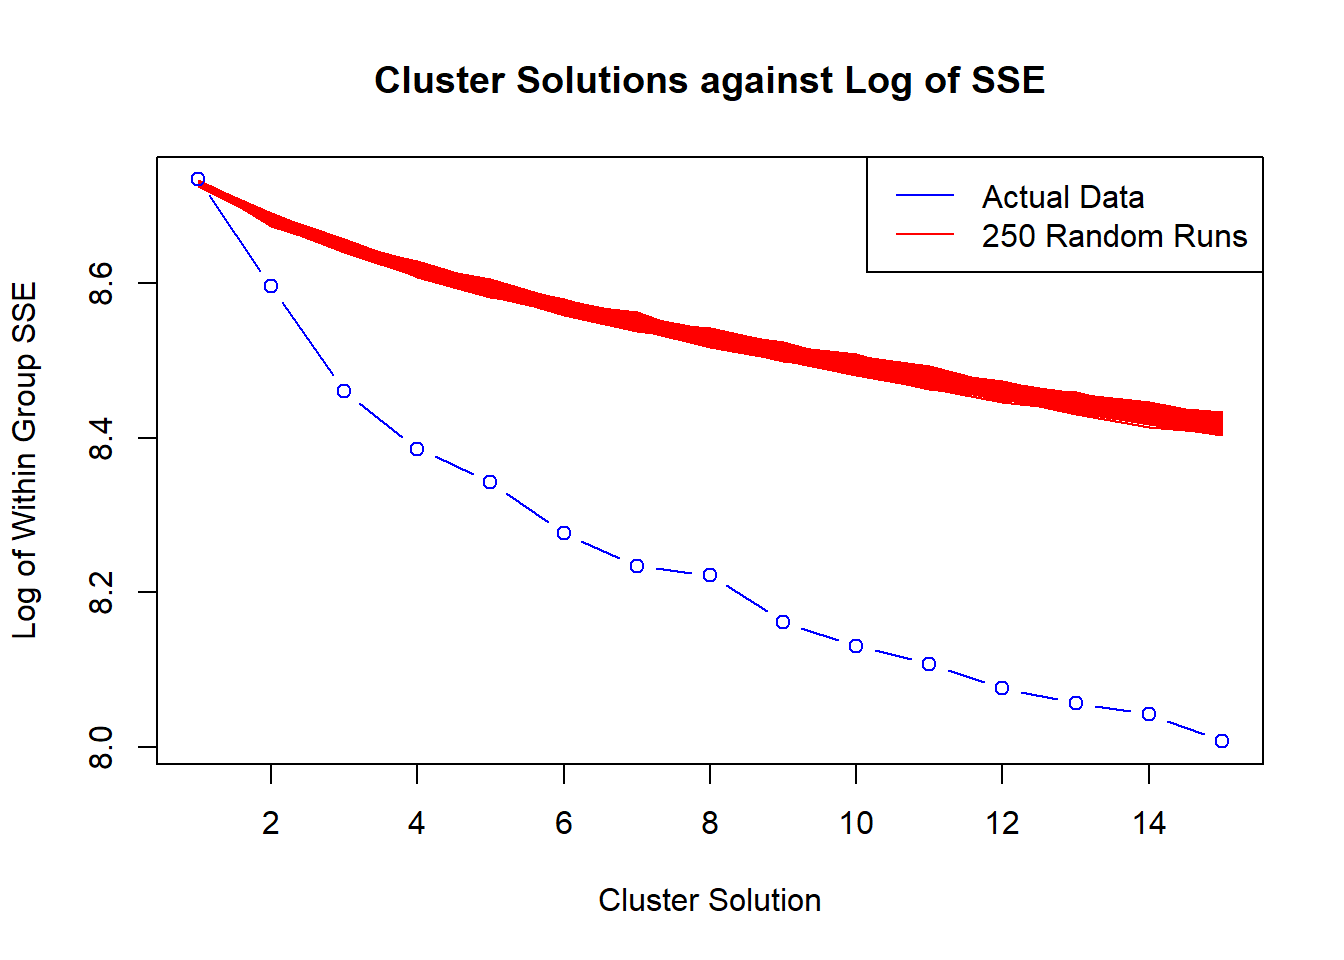 Cluster Solutions against Log of SSE
Actual Data
250 Random Runs
Log of Within Group SSE
8.6
8.4
8.2
8.0
2 4 6 8 10 12 14
Cluster Solution